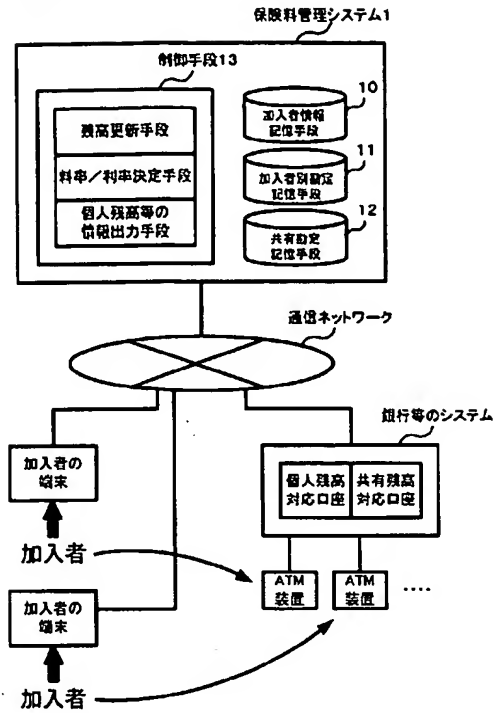 保険料管理システム1
制御手段13
残高更新手段
料率／利率決定手段
個人残高等の
情報出力手段
10
加入者情報
記憶手段
11
加入者別勘定
記憶手段
12
共有勘定
記憶手段
通信ネットワーク
銀行等のシステム
個人残高
対応口座
共有残高
対応口座
加入者の
端末
加入者
ATM
装置
ATM
装置
....
加入者の
端末
加入者